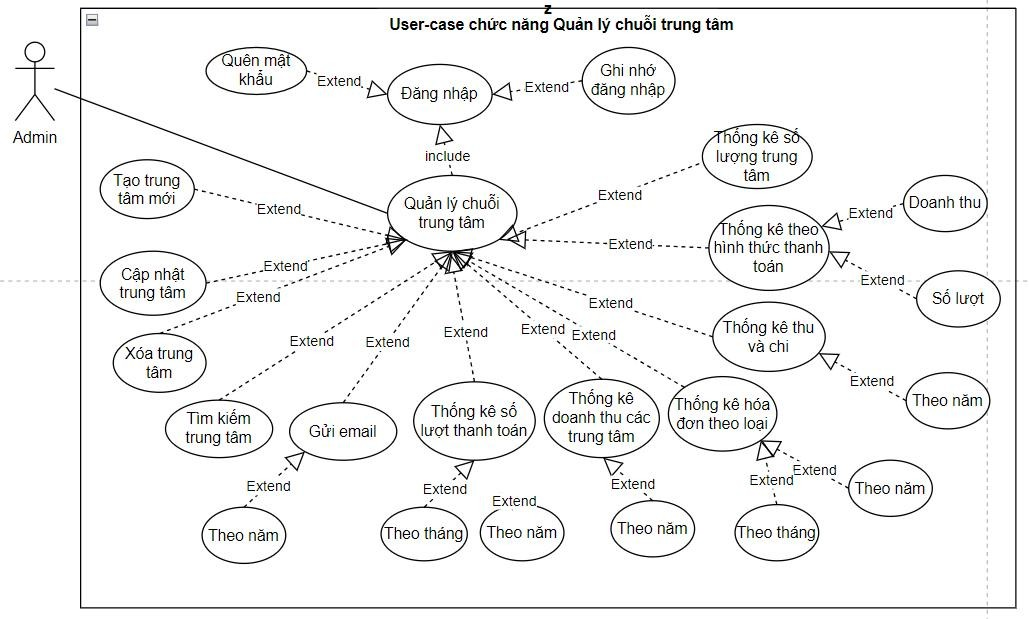 z
User-case chức năng Quản lý chuỗi trung tâm
Admin
Quên mật
khẩu
Extend
Đăng nhập
Extend
Ghi nhớ
đăng nhập
include
Thống kê số
lượng trung
tâm
Tạo trung
tâm mới
Extend
Quản lý chuỗi
trung tâm
Extend
Doanh thu
Extend
Thống kê theo
hình thức thanh
toán
Extend
Extend
Số lượt
Cập nhật
trung tâm
Extend
Extend
Xóa trung
tâm
Extend
Thống kê thu
và chi
Extend
Theo năm
Extend
Extend
Extend
Extend
Extend
Tìm kiếm
trung tâm
Gửi email
Thống kê số
lượt thanh toán
Thống kê
doanh thu các
trung tâm
Thống kê hóa
đơn theo loại
Extend
Theo năm
Extend
Theo tháng
Extend
Theo năm
Extend
Theo năm
Extend
Theo tháng
Extend
Theo năm